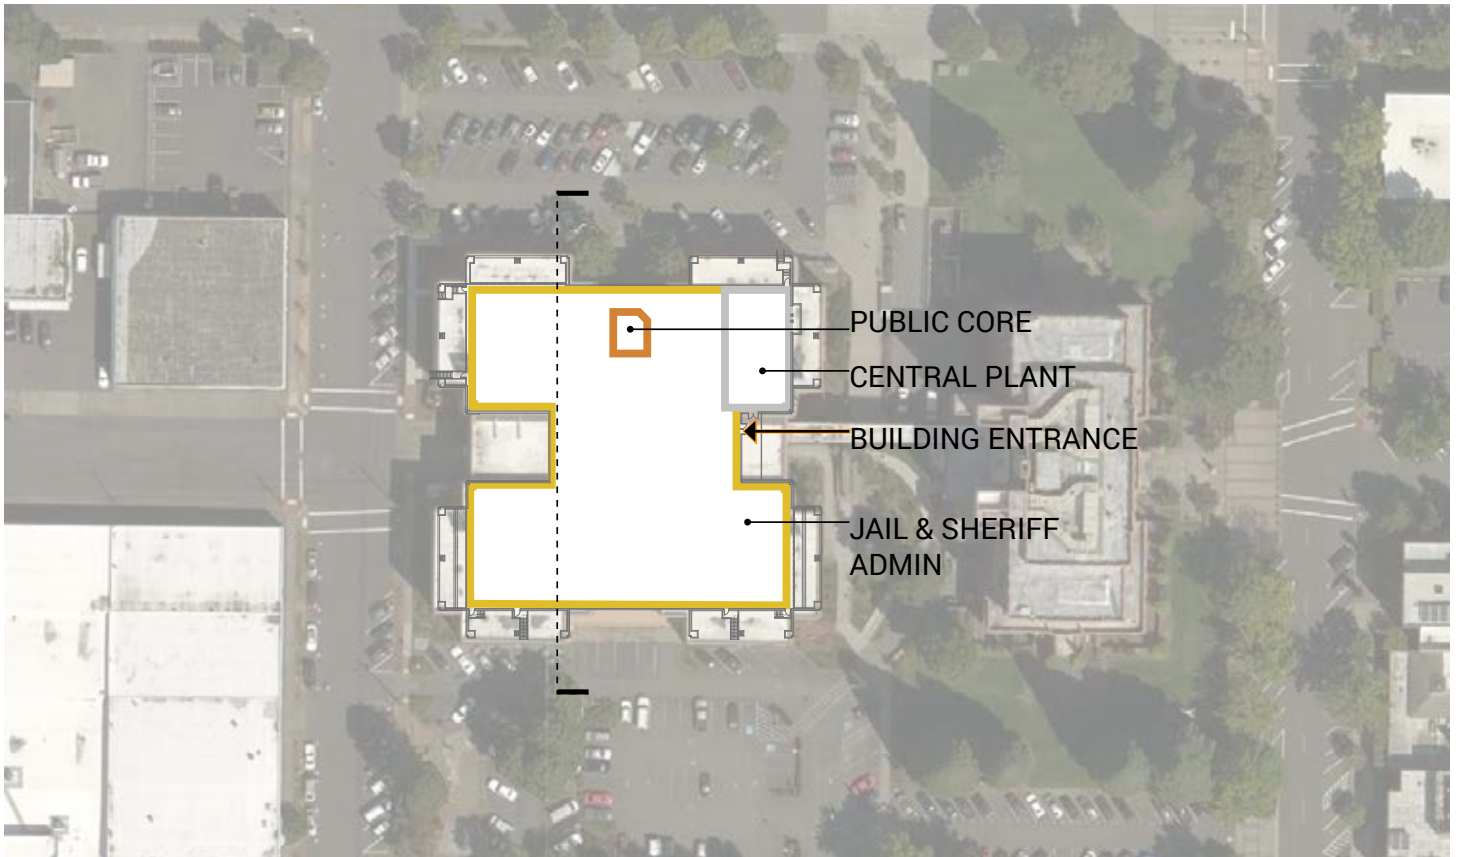 PUBLIC CORE
CENTRAL PLANT
BUILDING ENTRANCE
JAIL & SHERIFF
ADMIN